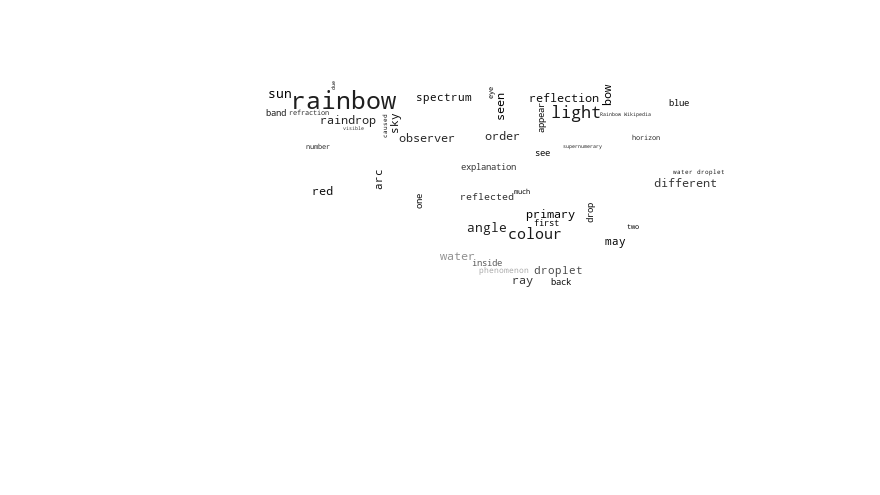 due
eye
sun
rainbow
spectrum
seen
reflection
bow
blue
band
refraction
raindrop
visible
caused
sky
observer
order
appear
light
Rainbow Wikipedia
horizon
number
see
supernumerary
explanation
water droplet
arc
different
red
one
reflected
much
primary
drop
first
angle
colour
two
may
water
inside
phenomenon
droplet
ray
back